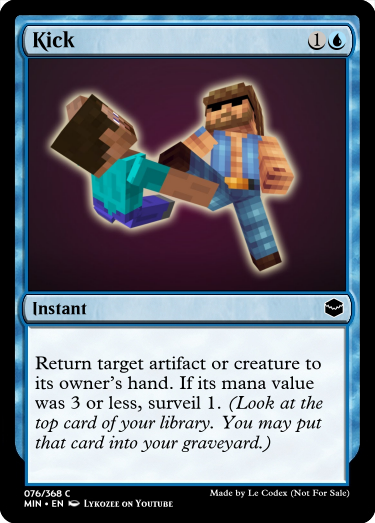 Kick
1
Instant
Return target artifact or creature to
its owner's hand. If its mana value
was 3 or less, surveil 1. (Look at the
top card of your library. You may put
that card into your graveyard.)
076/368 C
MIN • EN Lykozee on YouTube
Made by Le Codex (Not For Sale)